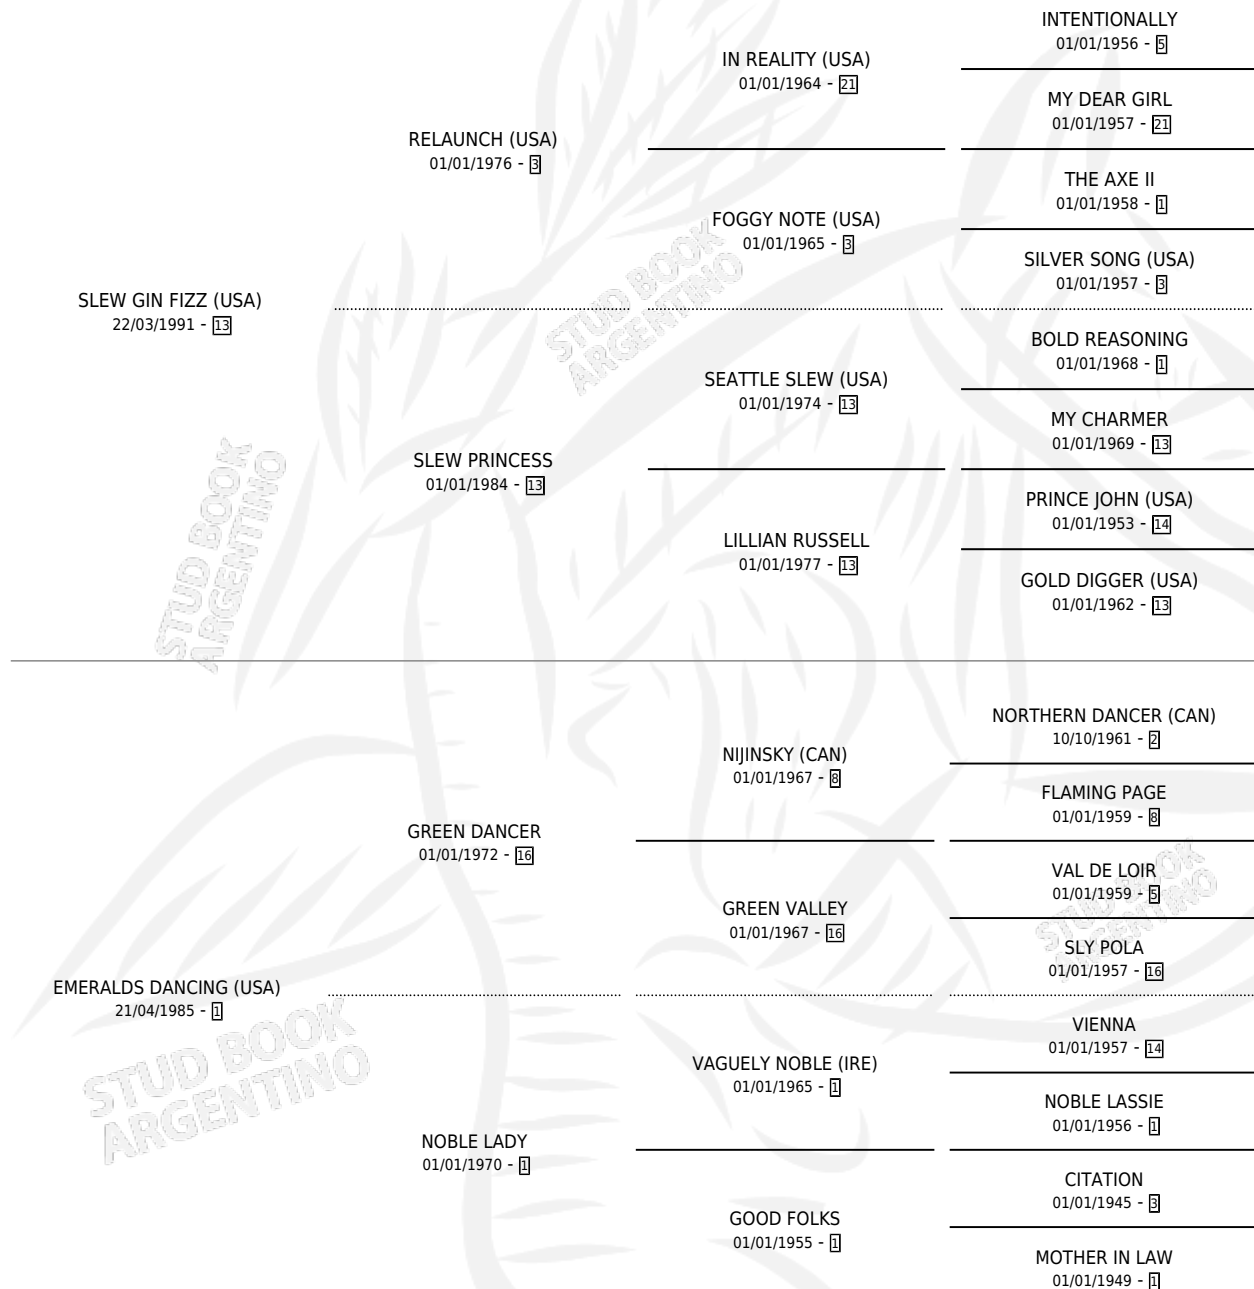 INTENTIONALLY
01/01/1956 - 5
IN REALITY (USA)
01/01/1964 - 21
MY DEAR GIRL
01/01/1957 - 21
RELAUNCH (USA)
01/01/1976 - 3
THE AXE II
01/01/1958 - 1
FOGGY NOTE (USA)
01/01/1965 - 3
SILVER SONG (USA)
01/01/1957 - 3
SLEW GIN FIZZ (USA)
22/03/1991 - 13
STUD BOOK
ARGENTINO
BOLD REASONING
01/01/1968 - 1
SEATTLE SLEW (USA)
01/01/1974 - 13
MY CHARMER
01/01/1969 - 13
SLEW PRINCESS
01/01/1984 - 13
PRINCE JOHN (USA)
01/01/1953 - 14
LILLIAN RUSSELL
01/01/1977 - 13
GOLD DIGGER (USA)
01/01/1962 - 13
STUD BOOK
ARGENTINO
NORTHERN DANCER (CAN)
10/10/1961 - 2
NIJINSKY (CAN)
01/01/1967 - 8
FLAMING PAGE
01/01/1959 - 8
GREEN DANCER
01/01/1972 - 16
VAL DE LOIR
01/01/1959 - 5
GREEN VALLEY
01/01/1967 - 16
SLY POLA
01/01/1957 - 16
STUD BOOK
ARGENTINO
EMERALDS DANCING (USA)
21/04/1985 - 1
STUD BOOK
ARGENTINO
VIENNA
01/01/1957 - 14
VAGUELY NOBLE (IRE)
01/01/1965 - 1
NOBLE LASSIE
01/01/1956 - 1
NOBLE LADY
01/01/1970 - 1
CITATION
01/01/1945 - 3
GOOD FOLKS
01/01/1955 - 1
MOTHER IN LAW
01/01/1949 - 1